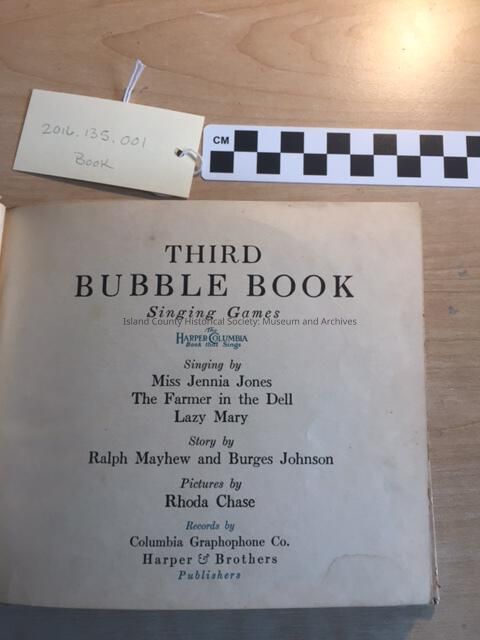 2016.135.001
Book
CM
THIRD
BUBBLE BOOK
Singing Games
Island County Historical Society: Museum and Archives
The
HARPER COLUMBIA
Book that Sings
Singing by
Miss Jennia Jones
The Farmer in the Dell
Lazy Mary
Story by
Ralph Mayhew and Burges Johnson
Pictures by
Rhoda Chase
Records by
Columbia Graphophone Co.
Harper & Brothers
Publishers